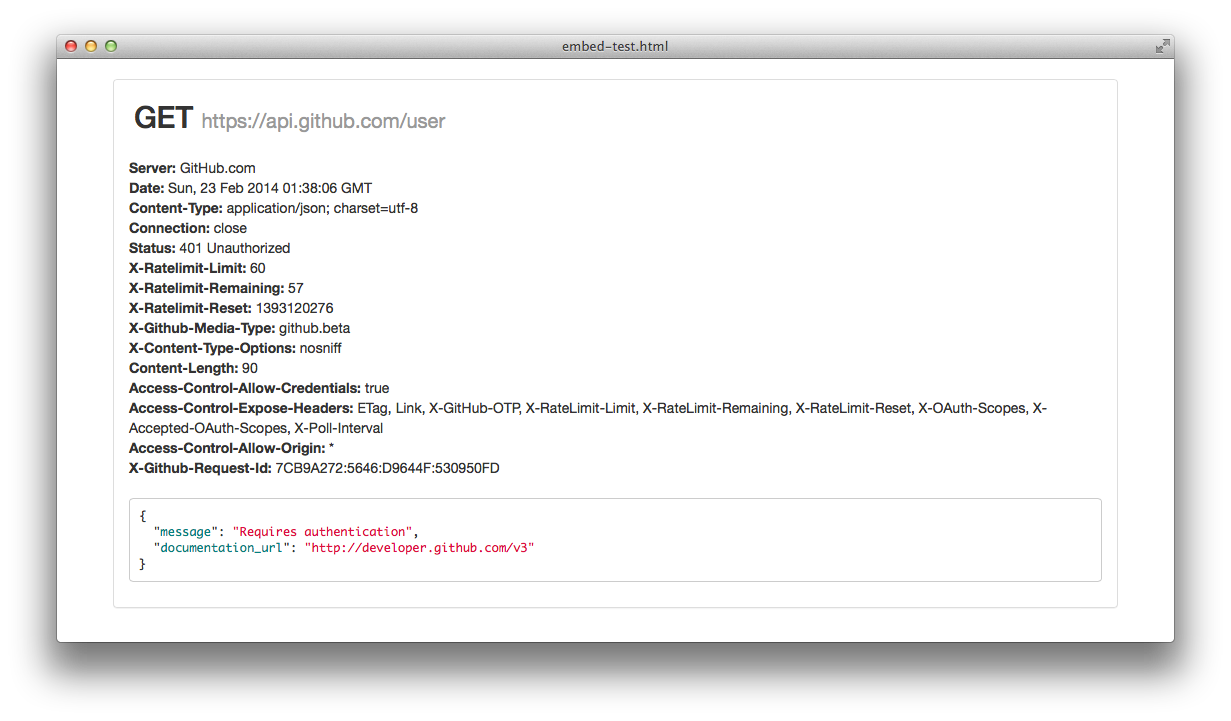 embed-test.html
GET https://api.github.com/user
Server: GitHub.com
Date: Sun, 23 Feb 2014 01:38:06 GMT
Content-Type: application/json; charset=utf-8
Connection: close
Status: 401 Unauthorized
X-Ratelimit-Limit: 60
X-Ratelimit-Remaining: 57
X-Ratelimit-Reset: 1393120276
X-Github-Media-Type: github.beta
X-Content-Type-Options: nosniff
Content-Length: 90
Access-Control-Allow-Credentials: true
Access-Control-Expose-Headers: ETag, Link, X-GitHub-OTP, X-RateLimit-Limit, X-RateLimit-Remaining, X-RateLimit-Reset, X-OAuth-Scopes, X-
Accepted-OAuth-Scopes, X-Poll-Interval
Access-Control-Allow-Origin: *
X-Github-Request-Id: 7CB9A272:5646:D9644F:530950FD
{
  "message": "Requires authentication",
  "documentation_url": "http://developer.github.com/v3"
}